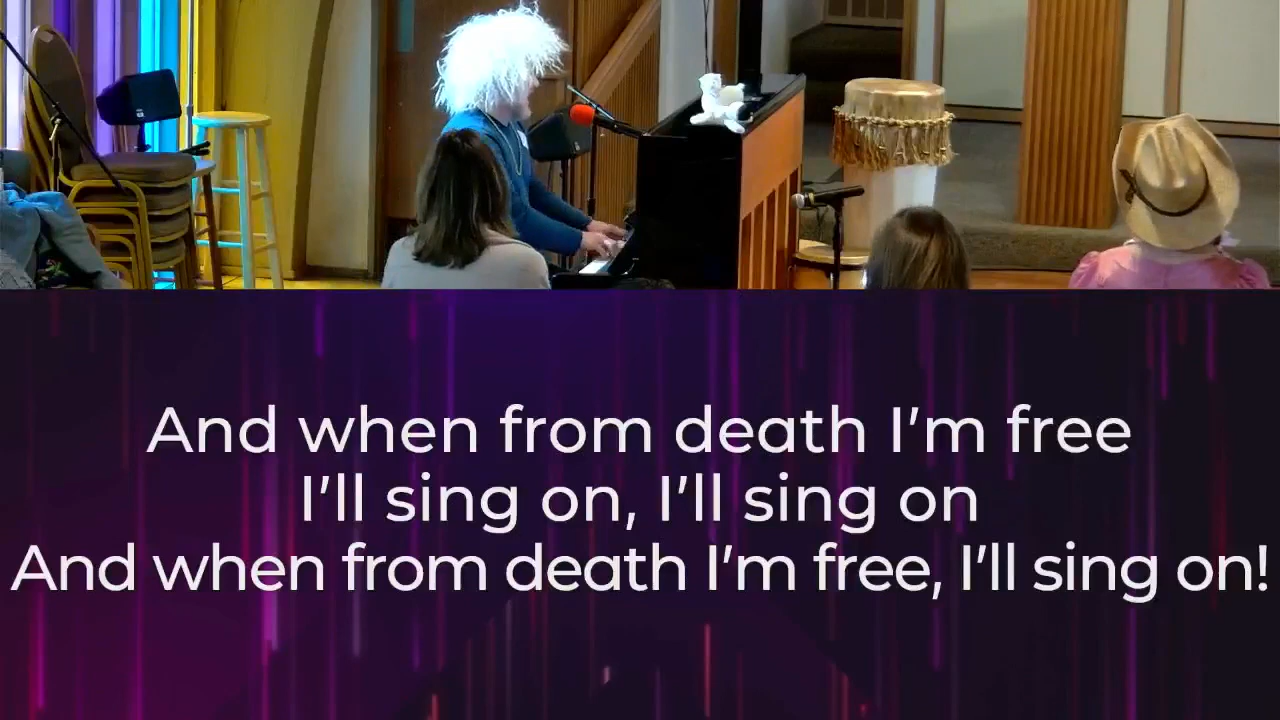 And when from death I'm free
I'll sing on, I'll sing on
And when from death I'm free, I'll sing on!